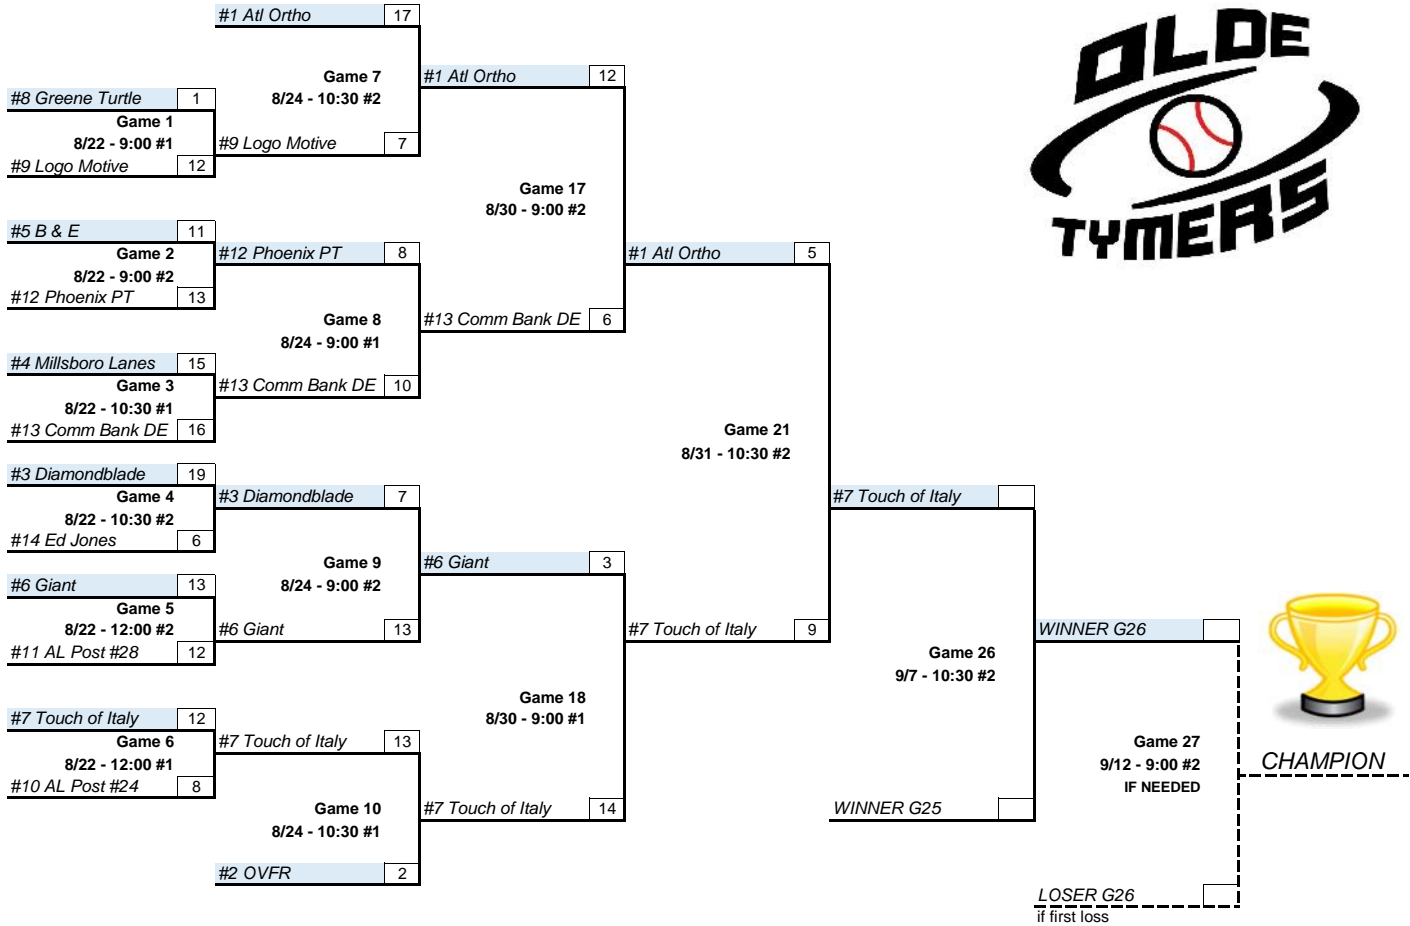 OLDE
TYMERS
#1 Atl Ortho 17
Game 7
8/24 - 10:30 #2
#9 Logo Motive 7
#8 Greene Turtle 1
Game 1
8/22 - 9:00 #1
#9 Logo Motive 12
#5 B & E 11
Game 2
8/22 - 9:00 #2
#12 Phoenix PT 13
#4 Millsboro Lanes 15
Game 3
8/22 - 10:30 #1
#13 Comm Bank DE 16
#3 Diamondblade 19
Game 4
8/22 - 10:30 #2
#14 Ed Jones 6
#6 Giant 13
Game 5
8/22 - 12:00 #2
#11 AL Post #28 12
#7 Touch of Italy 12
Game 6
8/22 - 12:00 #1
#10 AL Post #24 8
#12 Phoenix PT 8
Game 8
8/24 - 9:00 #1
#13 Comm Bank DE 10
#3 Diamondblade 7
Game 9
8/24 - 9:00 #2
#6 Giant 13
#7 Touch of Italy 13
Game 10
8/24 - 10:30 #1
#2 OVFR 2
#1 Atl Ortho 12
Game 17
8/30 - 9:00 #2
#13 Comm Bank DE 6
#6 Giant 3
Game 18
8/30 - 9:00 #1
#7 Touch of Italy 14
#1 Atl Ortho 5
Game 21
8/31 - 10:30 #2
#7 Touch of Italy 9
#7 Touch of Italy
Game 26
9/7 - 10:30 #2
WINNER G25
WINNER G26
Game 27
9/12 - 9:00 #2
IF NEEDED
LOSER G26
if first loss
CHAMPION